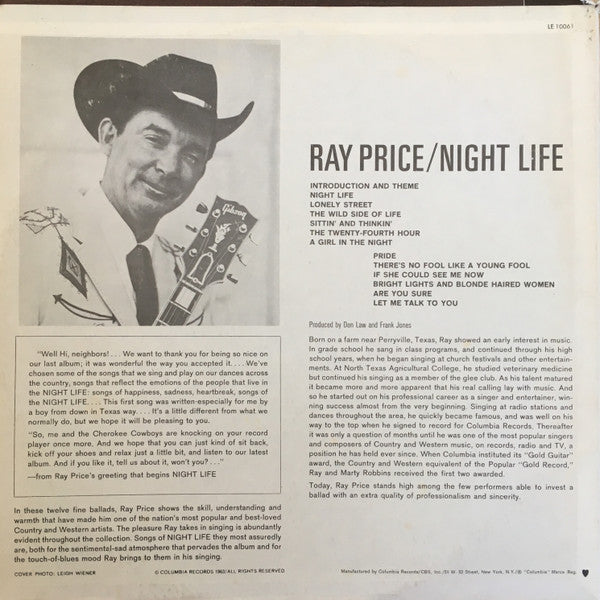 LE 10061
Gibson
RAY PRICE/NIGHT LIFE
INTRODUCTION AND THEME
NIGHT LIFE
LONELY STREET
THE WILD SIDE OF LIFE
SITTIN' AND THINKIN'
THE TWENTY-FOURTH HOUR
A GIRL IN THE NIGHT
PRIDE
THERE'S NO FOOL LIKE A YOUNG FOOL
IF SHE COULD SEE ME NOW
BRIGHT LIGHTS AND BLONDE HAIRED WOMEN
ARE YOU SURE
LET ME TALK TO YOU
Produced by Don Law and Frank Jones
"Well Hi, neighbors!... We want to thank you for being so nice on
our last album; it was wonderful the way you accepted it.... We've
chosen some of the songs that we sing and play on our dances across
the country, songs that reflect the emotions of the people that live in
the NIGHT LIFE: songs of happiness, sadness, heartbreak, songs of
the NIGHT LIFE.... This first song was written especially for me by
a boy from down in Texas way.... It's a little different from what we
normally do, but we hope it will be pleasing to you.
"So, me and the Cherokee Cowboys are knocking on your record
player once more. And we hope that you can just kind of sit back,
kick off your shoes and relax just a little bit, and listen to our latest
album. And if you like it, tell us about it, won't you?..."
—from Ray Price's greeting that begins NIGHT LIFE
In these twelve fine ballads, Ray Price shows the skill, understanding and
warmth that have made him one of the nation's most popular and best-loved
Country and Western artists. The pleasure Ray takes in singing is abundantly
evident throughout the collection. Songs of NIGHT LIFE they most assuredly
are, both for the sentimental-sad atmosphere that pervades the album and for
the touch-of-blues mood Ray brings to them in his singing.
Born on a farm near Perryville, Texas, Ray showed an early interest in music.
In grade school he sang in class programs, and continued through his high
school years, when he began singing at church festivals and other entertain-
ments. At North Texas Agricultural College, he studied veterinary medicine
but continued his singing as a member of the glee club. As his talent matured
it became more and more apparent that his real calling lay with music. And
so he started out on his professional career as a singer and entertainer, win-
ning success almost from the very beginning. Singing at radio stations and
dances throughout the area, he quickly became famous, and was well on his
way to the top when he signed to record for Columbia Records. Thereafter
it was only a question of months until he was one of the most popular singers
and composers of Country and Western music, on records, radio and TV, a
position he has held ever since. When Columbia instituted its "Gold Guitar"
award, the Country and Western equivalent of the Popular "Gold Record,"
Ray and Marty Robbins received the first two awarded.
Today, Ray Price stands high among the few performers able to invest a
ballad with an extra quality of professionalism and sincerity.
COVER PHOTO: LEIGH WIENER
© COLUMBIA RECORDS 1963/ALL RIGHTS RESERVED
Manufactured by Columbia Records/CBS, Inc./51 W. 52 Street, New York, N.Y./® "Columbia" Marca Reg.